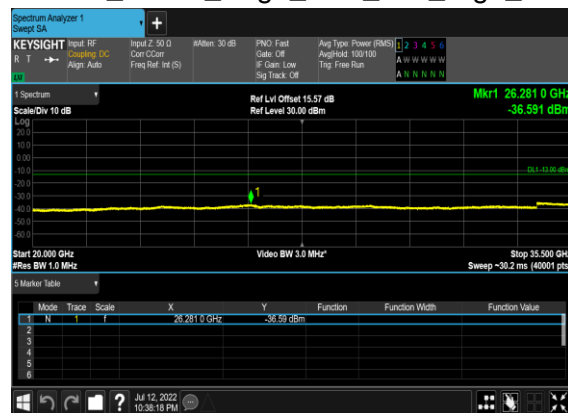 Spectrum Analyzer 1
Swept SA
+
KEYSIGHT
R T
Input: RF
Coupling: DC
Align: Auto
Input Z: 50 Ω
Corr CCorr
Freq Ref: Int (S)
#Atten: 30 dB
PNO: Fast
Gate: Off
IF Gain: Low
Sig Track: Off
Avg Type: Power (RMS)
Avg|Hold: 100/100
Trig: Free Run
1 2 3 4 5 6
A W W W W W
A N N N N N
1 Spectrum
Scale/Div 10 dB
Ref Lvl Offset 15.57 dB
Ref Level 30.00 dBm
Mkr1 26.281 0 GHz
-36.591 dBm
Log
20.0
10.0
0.00
-10.0
-20.0
-30.0
-40.0
-50.0
-60.0
DL1 -13.00 dBm
1
Start 20.000 GHz
#Res BW 1.0 MHz
Video BW 3.0 MHz*
Stop 35.500 GHz
Sweep ~30.2 ms (40001 pts)
5 Marker Table
Mode Trace Scale X Y Function Function Width Function Value
1 N 1 f 26.281 0 GHz -36.59 dBm
2
3
4
5
6
?
Jul 12, 2022
10:38:18 PM